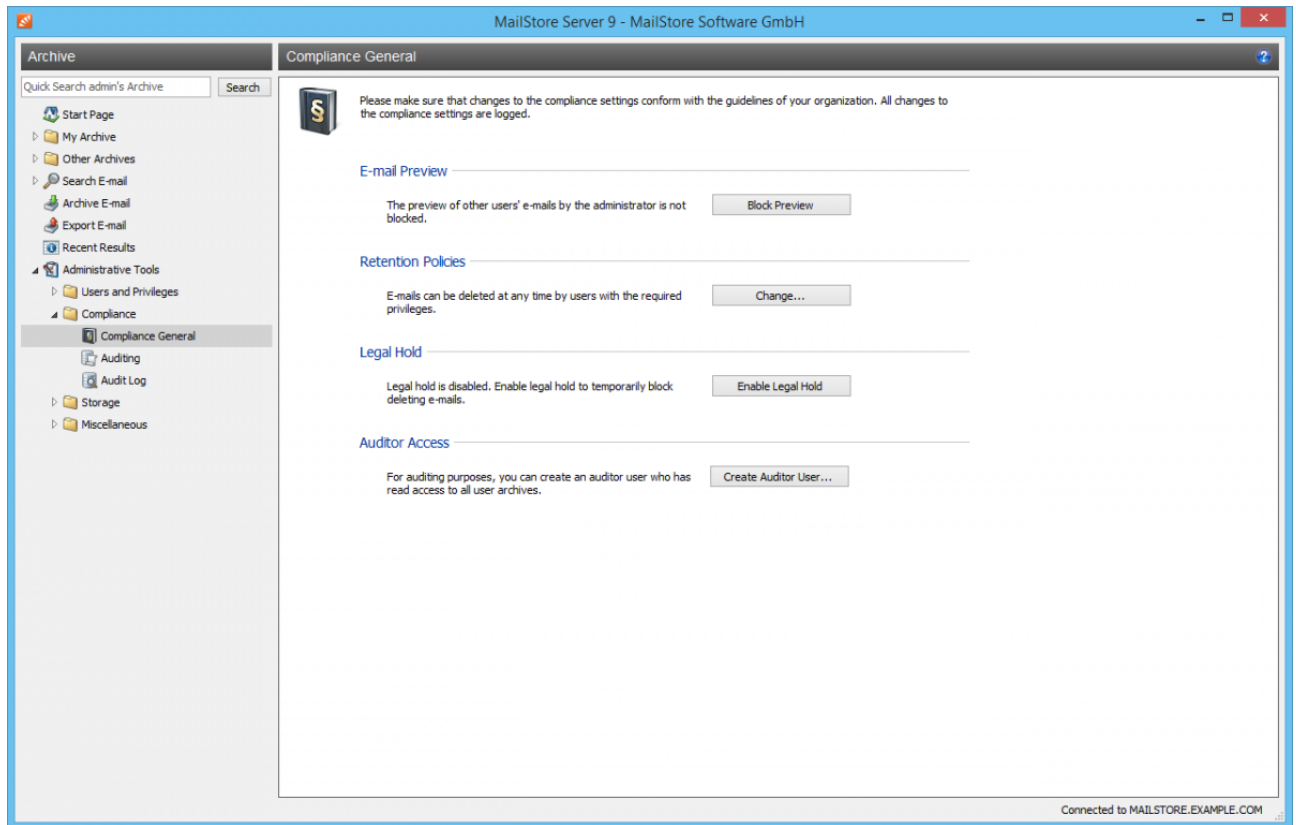 MailStore Server 9 - MailStore Software GmbH
Archive
Compliance General
Quick Search admin's Archive
Search
Start Page
My Archive
Other Archives
Search E-mail
Archive E-mail
Export E-mail
Recent Results
Administrative Tools
Users and Privileges
Compliance
Compliance General
Auditing
Audit Log
Storage
Miscellaneous
§
Please make sure that changes to the compliance settings conform with the guidelines of your organization. All changes to
the compliance settings are logged.
E-mail Preview
The preview of other users' e-mails by the administrator is not
blocked.
Block Preview
Retention Policies
E-mails can be deleted at any time by users with the required
privileges.
Change...
Legal Hold
Legal hold is disabled. Enable legal hold to temporarily block
deleting e-mails.
Enable Legal Hold
Auditor Access
For auditing purposes, you can create an auditor user who has
read access to all user archives.
Create Auditor User...
Connected to MAILSTORE.EXAMPLE.COM